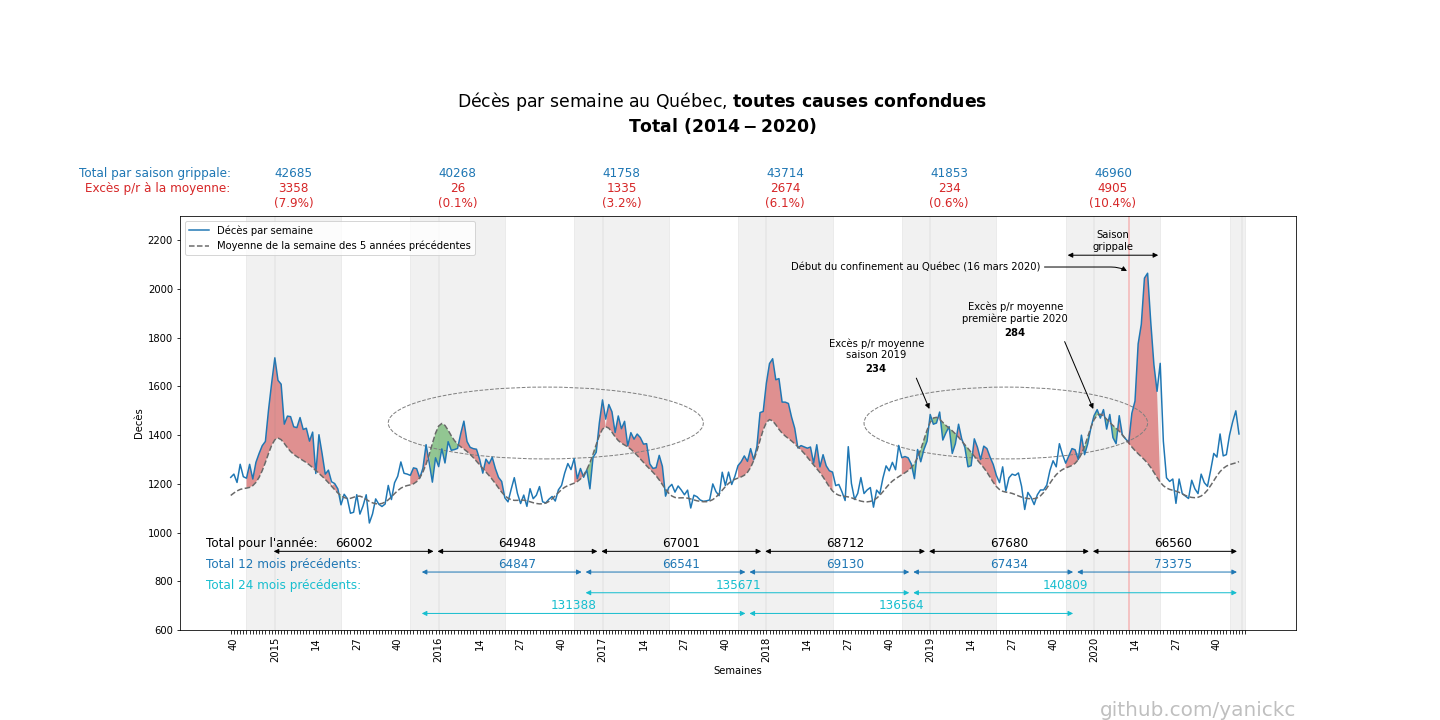 Décès par semaine au Québec, toutes causes confondues
Total (2014 – 2020)
Total par saison grippale: 42685 40268 41758 43714 41853 46960
Excès p/r à la moyenne: 3358 26 1335 2674 234 4905
(7.9%) (0.1%) (3.2%) (6.1%) (0.6%) (10.4%)
Décès par semaine
Moyenne de la semaine des 5 années précédentes
Saison
grippale
Début du confinement au Québec (16 mars 2020)
Excès p/r moyenne
première partie 2020
284
Excès p/r moyenne
saison 2019
234
2200
2000
1800
1600
1400
1200
1000
800
600
Décès
Total pour l'année: 66002 64948 67001 68712 67680 66560
Total 12 mois précédents: 64847 66541 69130 67434 73375
Total 24 mois précédents: 135671 140809
131388 136564
40 2015 14 27 40 2016 14 27 40 2017 14 27 40 2018 14 27 40 2019 14 27 40 2020 14 27 40
Semaines
github.com/yanickc